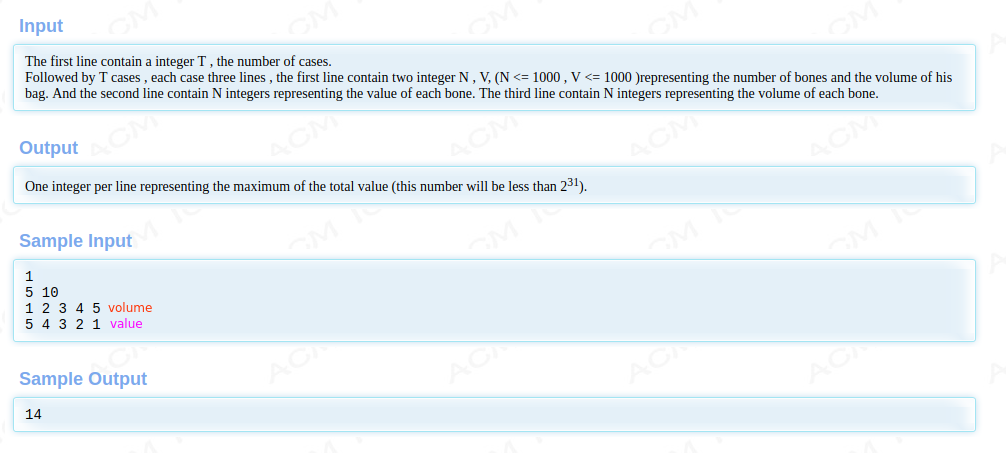 Input
The first line contain a integer T , the number of cases.
Followed by T cases , each case three lines , the first line contain two integer N , V, (N <= 1000 , V <= 1000 )representing the number of bones and the volume of his
bag. And the second line contain N integers representing the value of each bone. The third line contain N integers representing the volume of each bone.
Output
One integer per line representing the maximum of the total value (this number will be less than 2^31).
Sample Input
1
5 10
1 2 3 4 5 volume
5 4 3 2 1 value
Sample Output
14